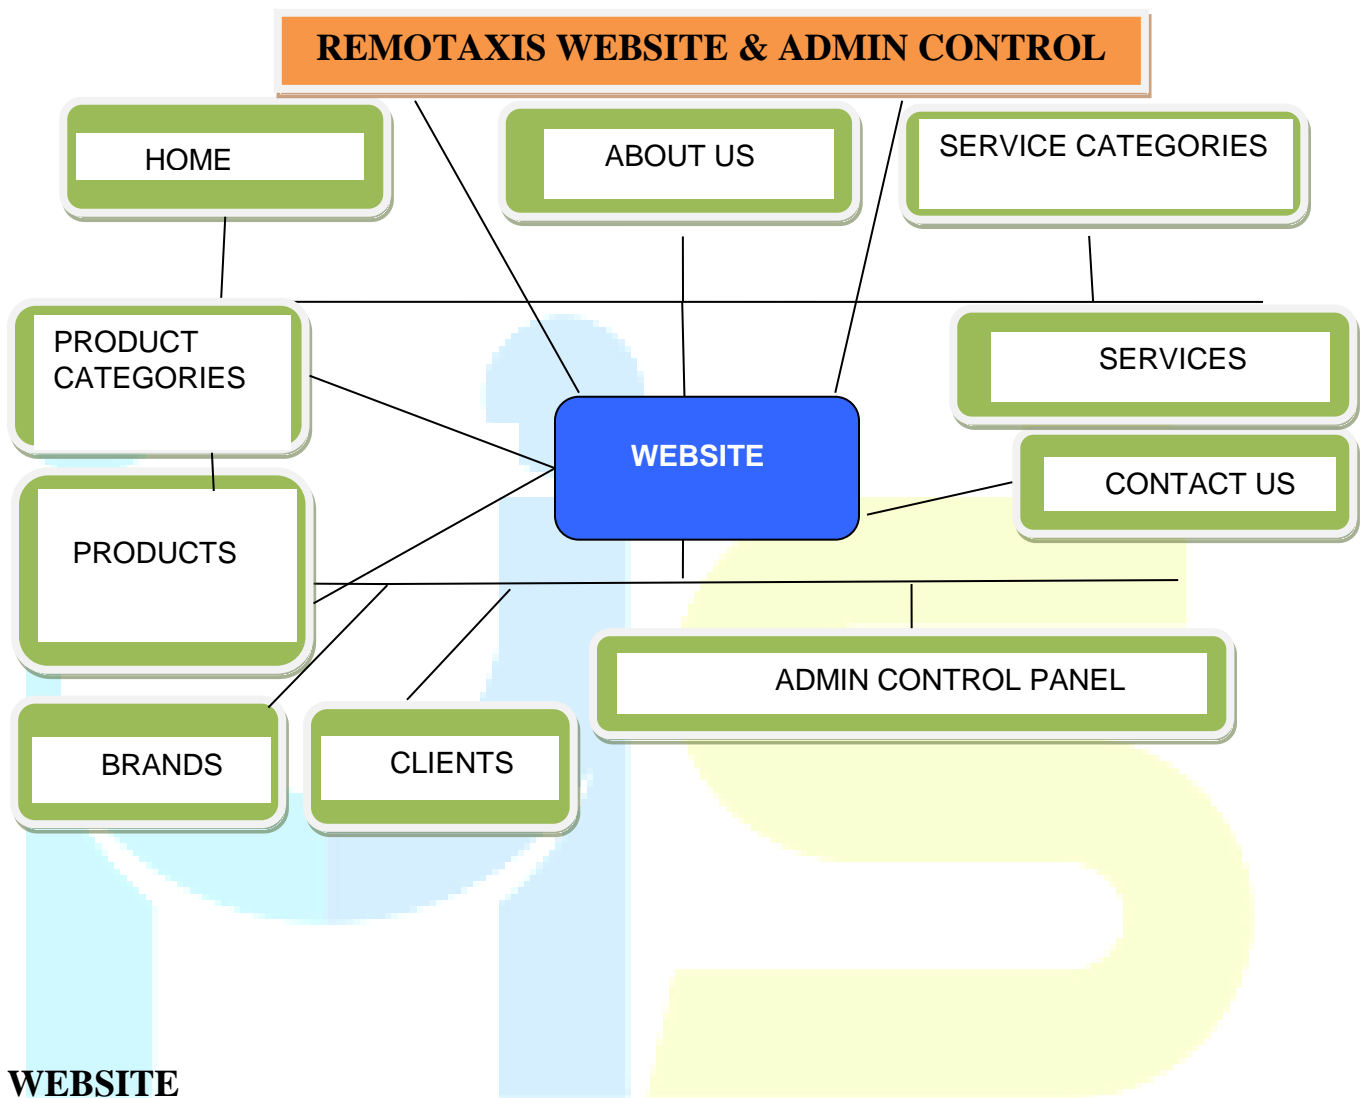 REMOTAXIS WEBSITE & ADMIN CONTROL
HOME
ABOUT US
SERVICE CATEGORIES
PRODUCT
CATEGORIES
SERVICES
WEBSITE
CONTACT US
PRODUCTS
ADMIN CONTROL PANEL
BRANDS
CLIENTS
WEBSITE